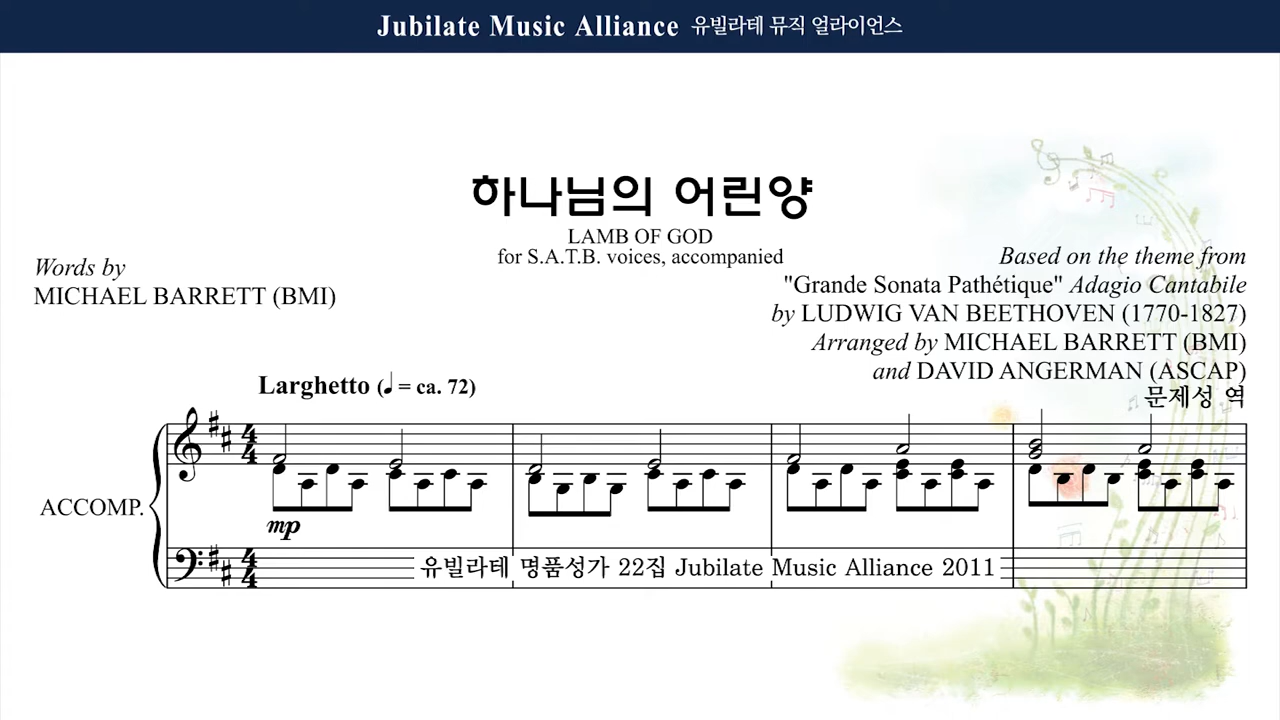 Jubilate Music Alliance 유빌라테 뮤직 얼라이언스
하나님의 어린양
LAMB OF GOD
for S.A.T.B. voices, accompanied
Words by
MICHAEL BARRETT (BMI)
Based on the theme from
"Grande Sonata Pathétique" Adagio Cantabile
by LUDWIG VAN BEETHOVEN (1770-1827)
Arranged by MICHAEL BARRETT (BMI)
and DAVID ANGERMAN (ASCAP)
문제성 역
Larghetto (♩ = ca. 72)
ACCOMP.
mp
유빌라테 명품성가 22집 Jubilate Music Alliance 2011